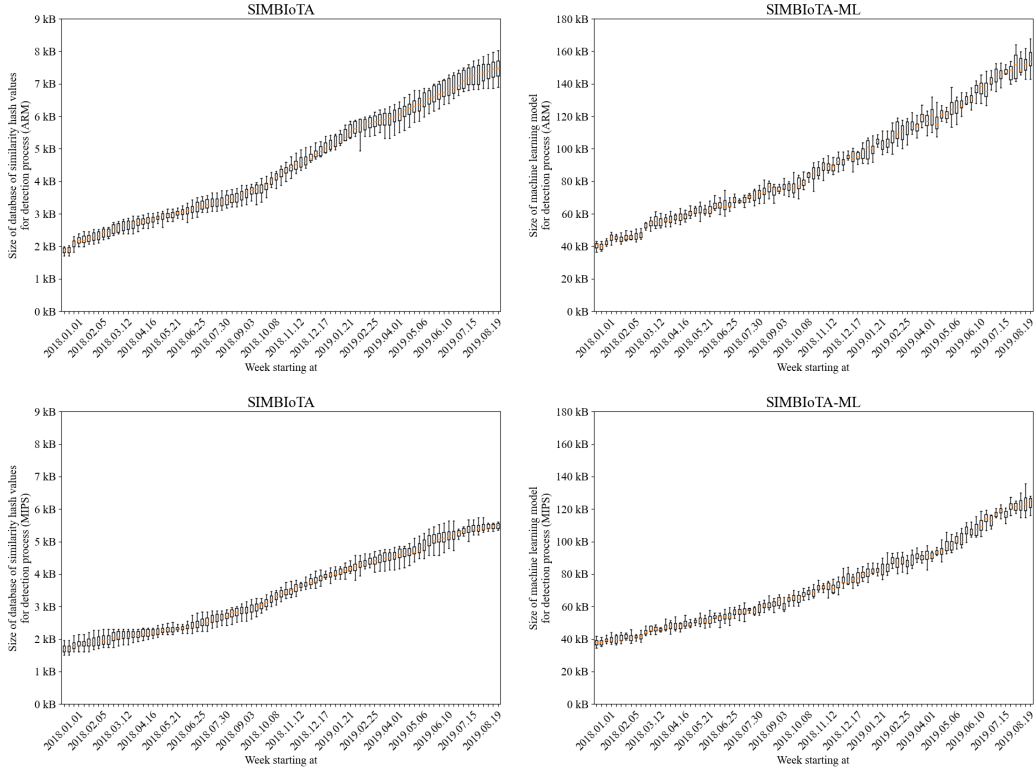 SIMBIoTA
9 kB
8 kB
7 kB
6 kB
5 kB
4 kB
3 kB
2 kB
1 kB
0 kB
Size of database of similarity hash values
for detection process (ARM)
2018.01.01
2018.02.05
2018.03.12
2018.04.16
2018.05.21
2018.06.25
2018.07.30
2018.09.03
2018.10.08
2018.11.12
2018.12.17
2019.01.21
2019.02.25
2019.04.01
2019.05.06
2019.06.10
2019.07.15
2019.08.19
Week starting at
SIMBIoTA-ML
180 kB
160 kB
140 kB
120 kB
100 kB
80 kB
60 kB
40 kB
20 kB
0 kB
Size of machine learning model
for detection process (ARM)
2018.01.01
2018.02.05
2018.03.12
2018.04.16
2018.05.21
2018.06.25
2018.07.30
2018.09.03
2018.10.08
2018.11.12
2018.12.17
2019.01.21
2019.02.25
2019.04.01
2019.05.06
2019.06.10
2019.07.15
2019.08.19
Week starting at
SIMBIoTA
9 kB
8 kB
7 kB
6 kB
5 kB
4 kB
3 kB
2 kB
1 kB
0 kB
Size of database of similarity hash values
for detection process (MIPS)
2018.01.01
2018.02.05
2018.03.12
2018.04.16
2018.05.21
2018.06.25
2018.07.30
2018.09.03
2018.10.08
2018.11.12
2018.12.17
2019.01.21
2019.02.25
2019.04.01
2019.05.06
2019.06.10
2019.07.15
2019.08.19
Week starting at
SIMBIoTA-ML
180 kB
160 kB
140 kB
120 kB
100 kB
80 kB
60 kB
40 kB
20 kB
0 kB
Size of machine learning model
for detection process (MIPS)
2018.01.01
2018.02.05
2018.03.12
2018.04.16
2018.05.21
2018.06.25
2018.07.30
2018.09.03
2018.10.08
2018.11.12
2018.12.17
2019.01.21
2019.02.25
2019.04.01
2019.05.06
2019.06.10
2019.07.15
2019.08.19
Week starting at